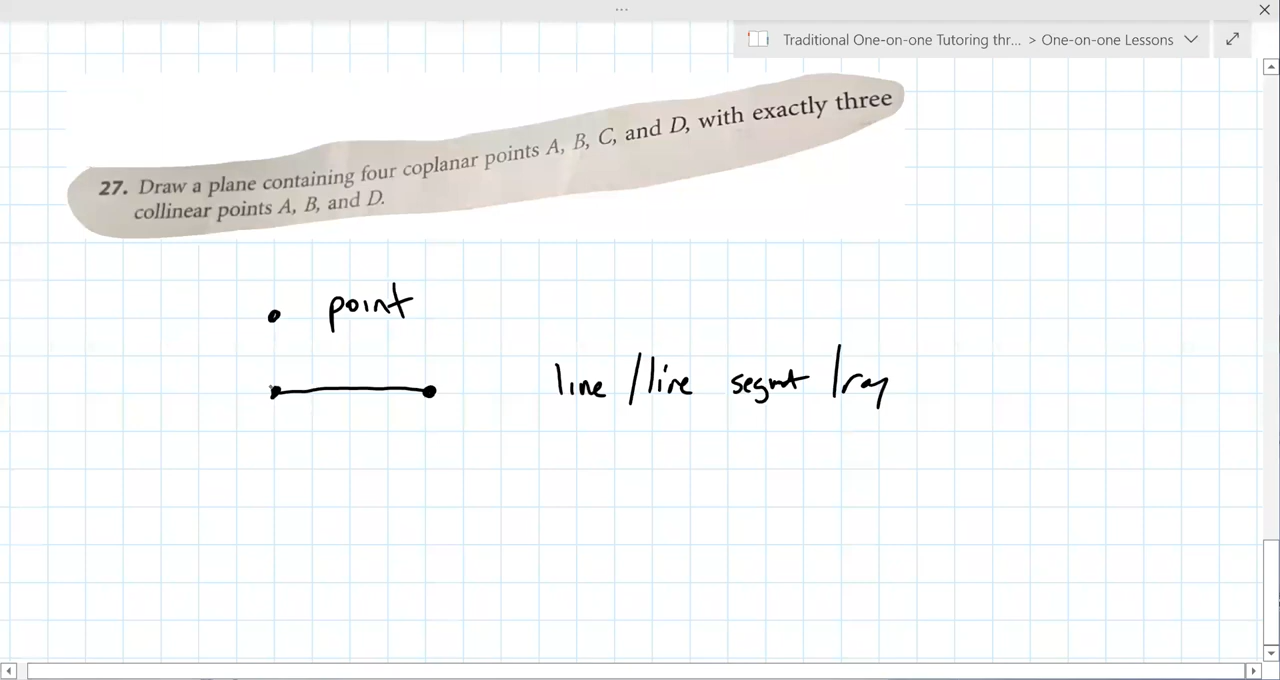 Traditional One-on-one Tutoring thr... > One-on-one Lessons
27. Draw a plane containing four coplanar points A, B, C, and D, with exactly three
collinear points A, B, and D.
point
line /line segmt /ray